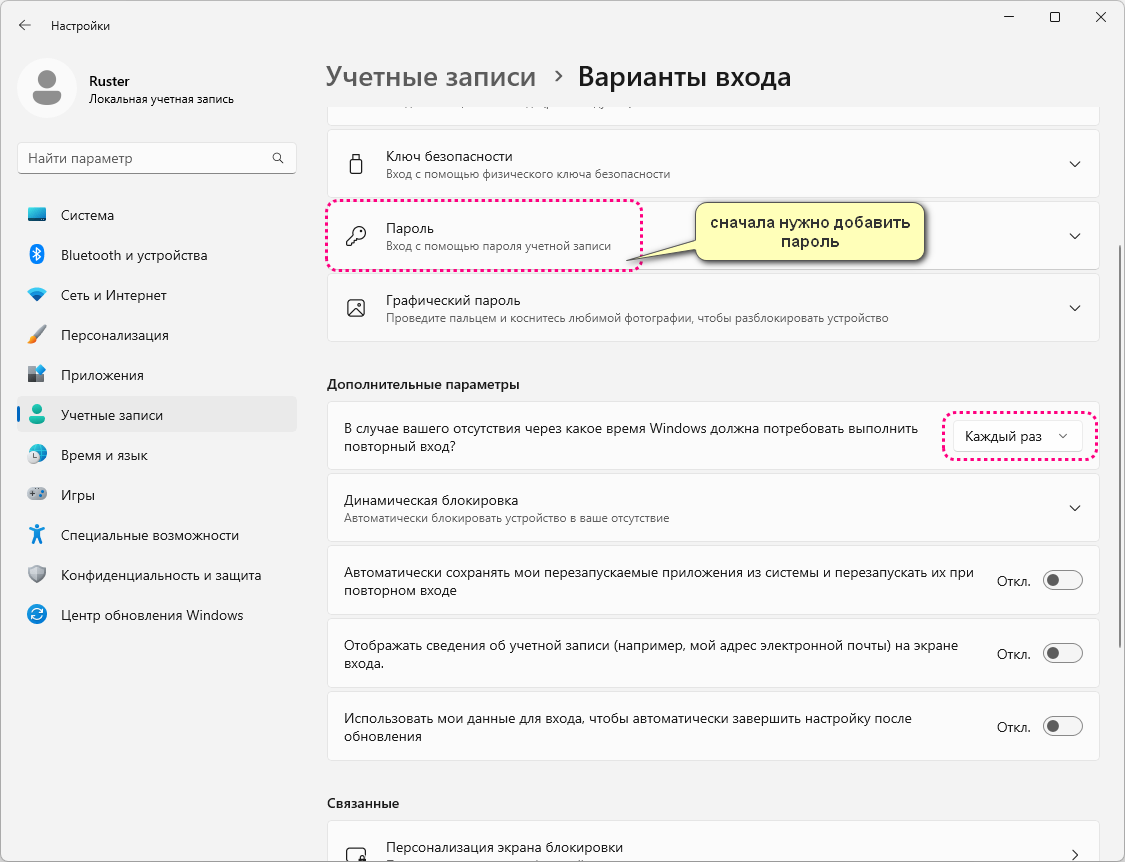 Настройки
Ruster
Локальная учетная запись
Найти параметр
Система
Bluetooth и устройства
Сеть и Интернет
Персонализация
Приложения
Учетные записи
Время и язык
Игры
Специальные возможности
Конфиденциальность и защита
Центр обновления Windows
Учетные записи > Варианты входа
Ключ безопасности
Вход с помощью физического ключа безопасности
Пароль
Вход с помощью пароля учетной записи
сначала нужно добавить
пароль
Графический пароль
Проведите пальцем и коснитесь любимой фотографии, чтобы разблокировать устройство
Дополнительные параметры
В случае вашего отсутствия через какое время Windows должна потребовать выполнить
повторный вход?
Каждый раз
Динамическая блокировка
Автоматически блокировать устройство в ваше отсутствие
Автоматически сохранять мои перезапускаемые приложения из системы и перезапускать их при
повторном входе
Откл.
Отображать сведения об учетной записи (например, мой адрес электронной почты) на экране
входа.
Откл.
Использовать мои данные для входа, чтобы автоматически завершить настройку после
обновления
Откл.
Связанные
Персонализация экрана блокировки